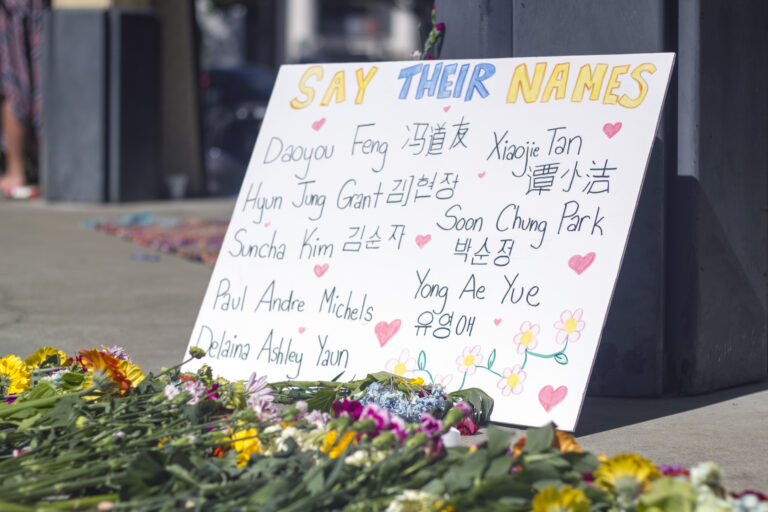 SAY THEIR NAMES
Daoyou Feng 冯道友
Xiaojie Tan
谭小洁
Hyun Jung Grant 김현장
Soon Chung Park
박순정
Suncha Kim 김순자
Yong Ae Yue
유영애
Paul Andre Michels
Delaina Ashley Yaun